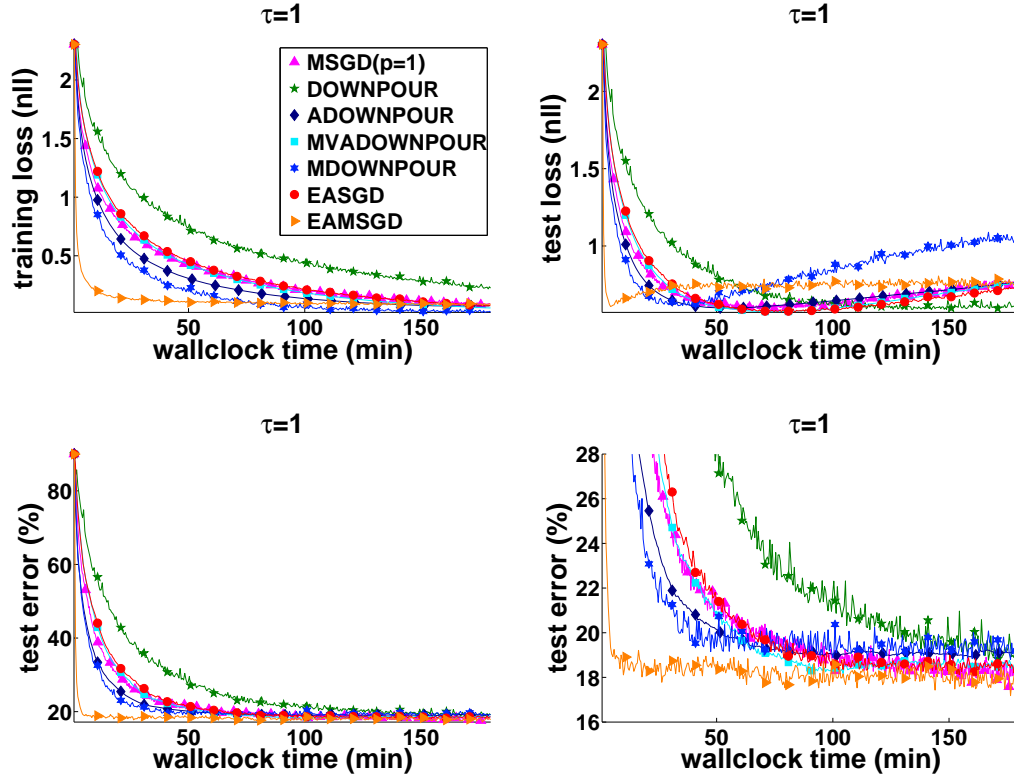 τ=1
training loss (nll)
2
1.5
1
0.5
50
100
150
wallclock time (min)
MSGD(p=1)
DOWNPOUR
ADOWNPOUR
MVADOWNPOUR
MDOWNPOUR
EASGD
EAMSGD
τ=1
test loss (nll)
2
1
50
100
150
wallclock time (min)
τ=1
test error (%)
80
60
40
20
50
100
150
wallclock time (min)
τ=1
test error (%)
28
26
24
22
20
18
16
50
100
150
wallclock time (min)